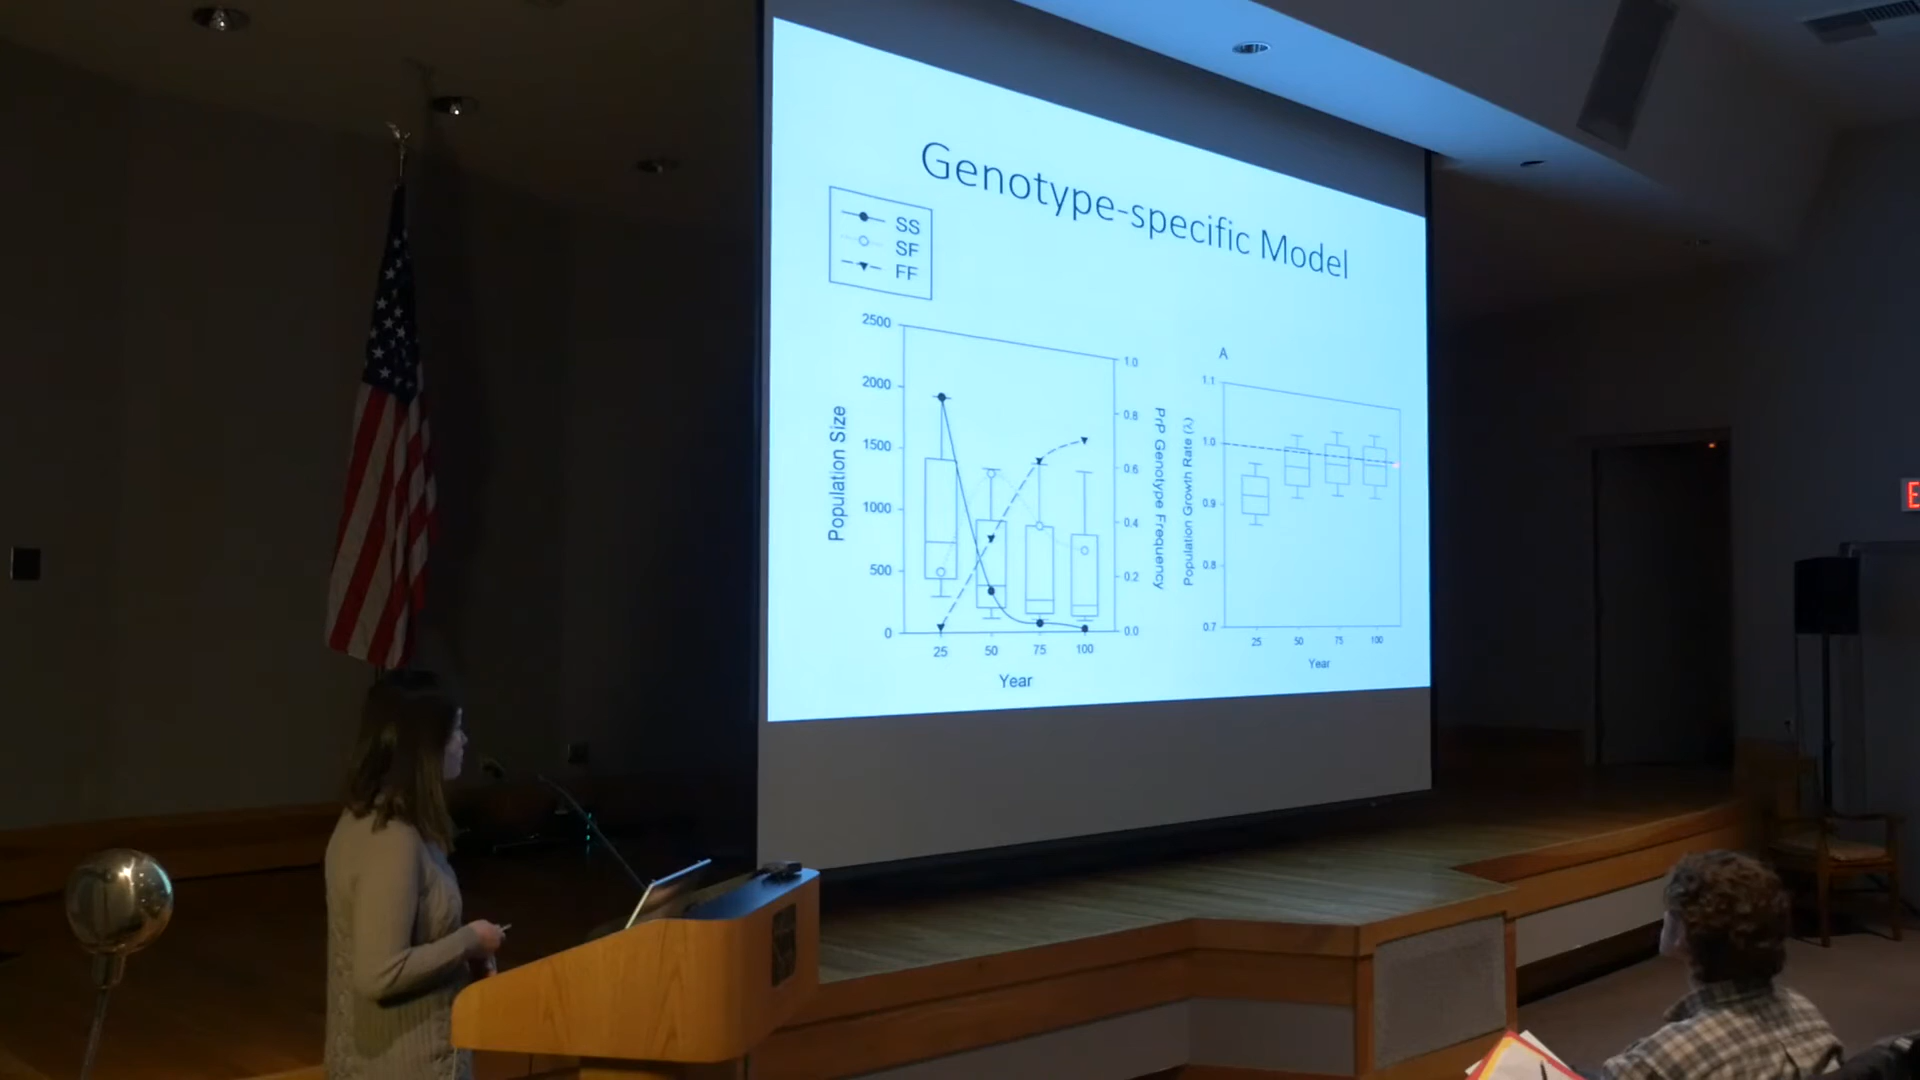 Genotype-specific Model
SS
SF
FF
2500
2000
1500
1000
500
0
Population Size
25 50 75 100
Year
1.0
0.8
0.6
0.4
0.2
0.0
PrP Genotype Frequency
A
1.1
1.0
0.9
0.8
0.7
Population Growth Rate (λ)
25 50 75 100
Year
E